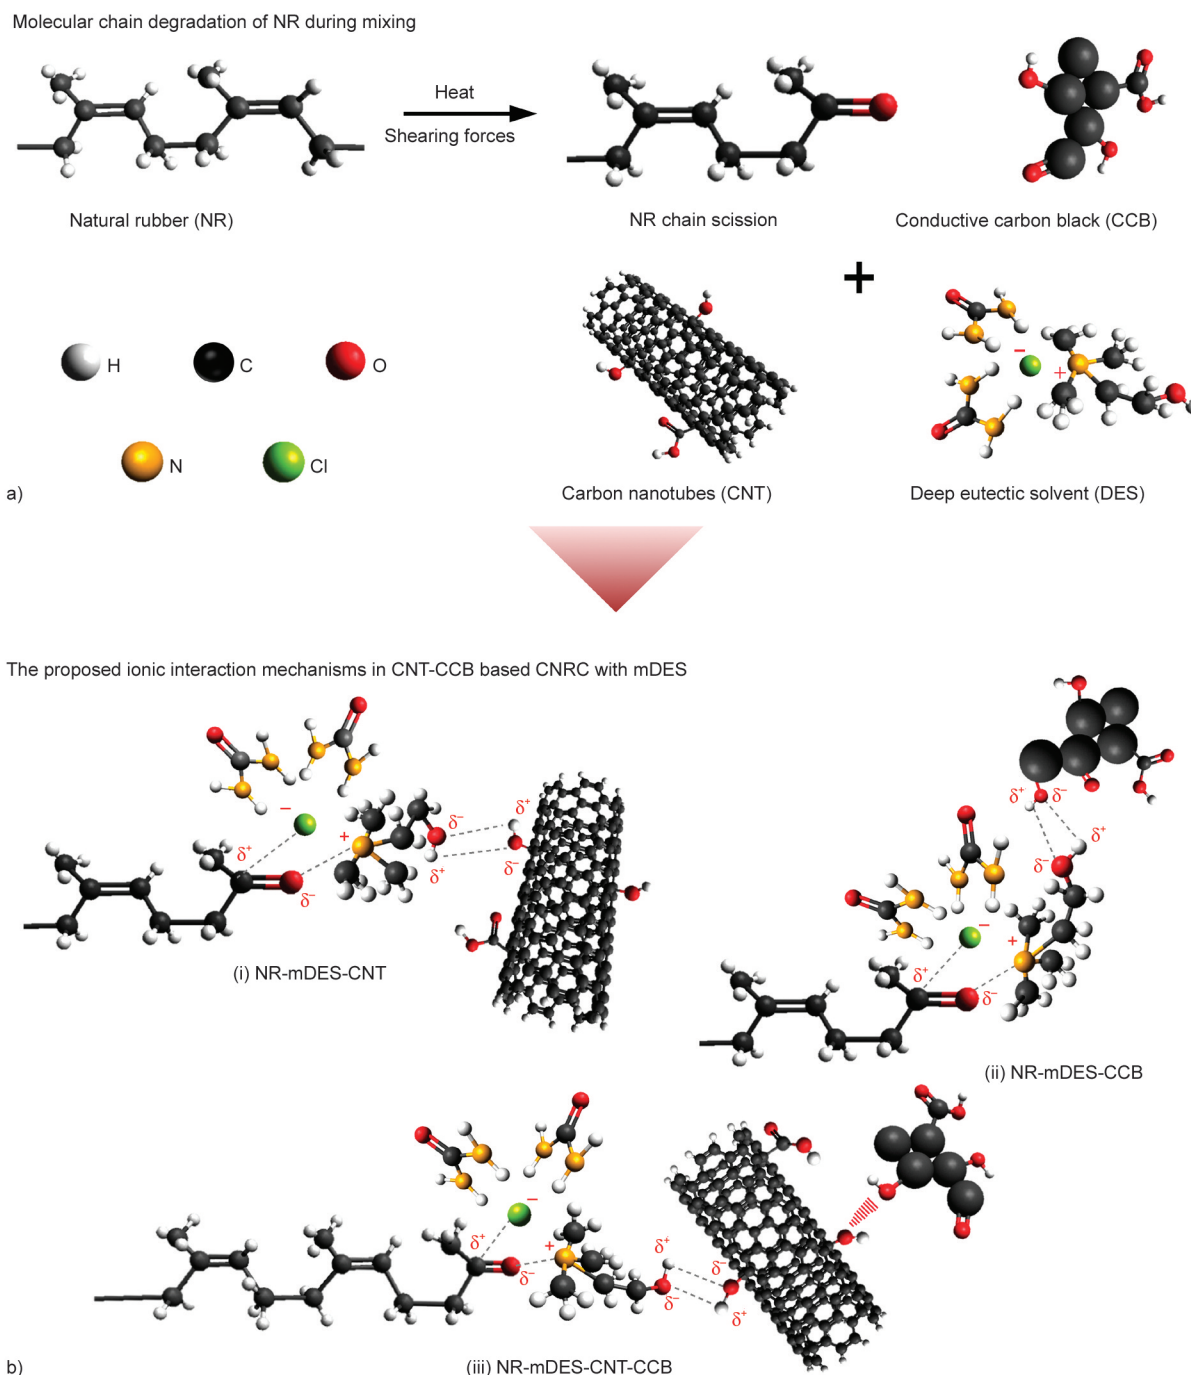 Molecular chain degradation of NR during mixing
Heat
Shearing forces
Natural rubber (NR)
NR chain scission
Conductive carbon black (CCB)
+
H
C
O
− +
N
Cl
a)
Carbon nanotubes (CNT)
Deep eutectic solvent (DES)
The proposed ionic interaction mechanisms in CNT-CCB based CNRC with mDES
− + δ+ δ− δ− δ+ δ+ δ−
(i) NR-mDES-CNT
δ+ δ− δ+ δ− − + δ+ δ−
(ii) NR-mDES-CCB
− + δ+ δ− δ+ δ− δ− δ+
b)
(iii) NR-mDES-CNT-CCB